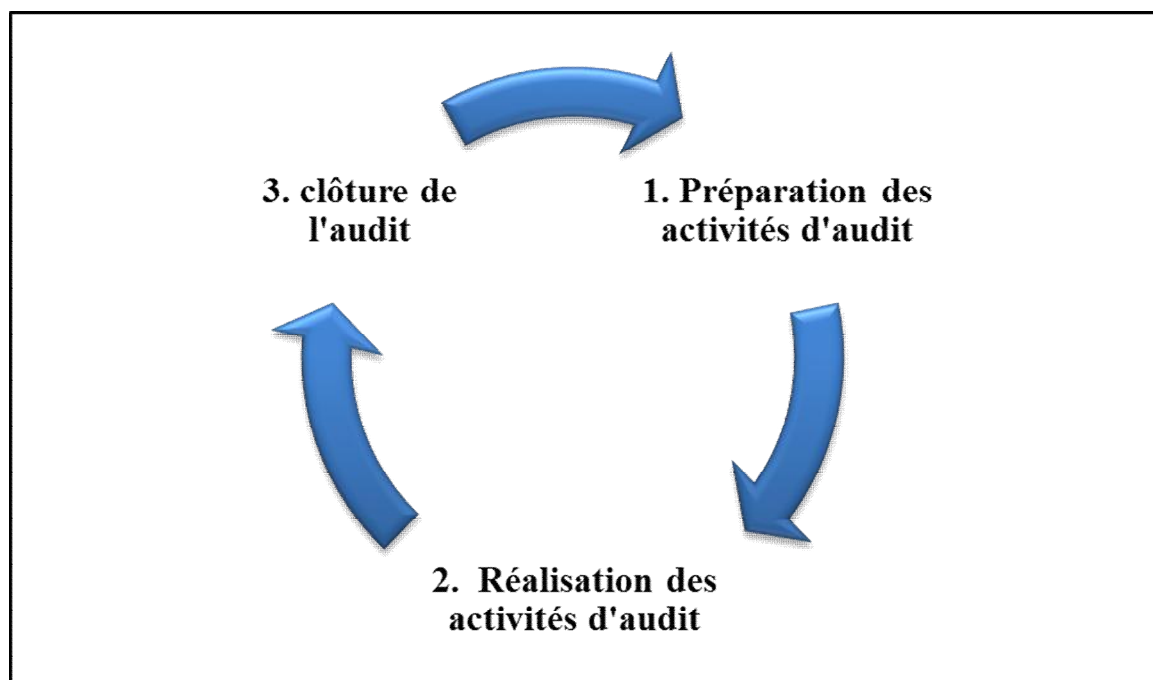 1. Préparation des
activités d'audit
2. Réalisation des
activités d'audit
3. clôture de
l'audit